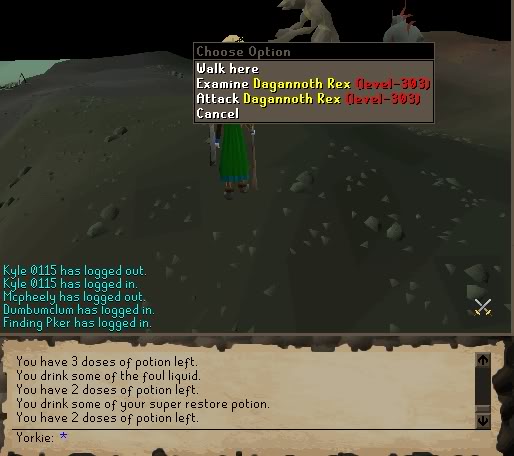 Choose Option
Walk here
Examine Dagannoth Rex (level-303)
Attack Dagannoth Rex (level-303)
Cancel
Kyle 0115 has logged out.
Kyle 0115 has logged in.
Mcpheely has logged out.
Dumbumclum has logged in.
Finding Pker has logged in.
You have 3 doses of potion left.
You drink some of the foul liquid.
You have 2 doses of potion left.
You drink some of your super restore potion.
You have 2 doses of potion left.
Yorkie: *